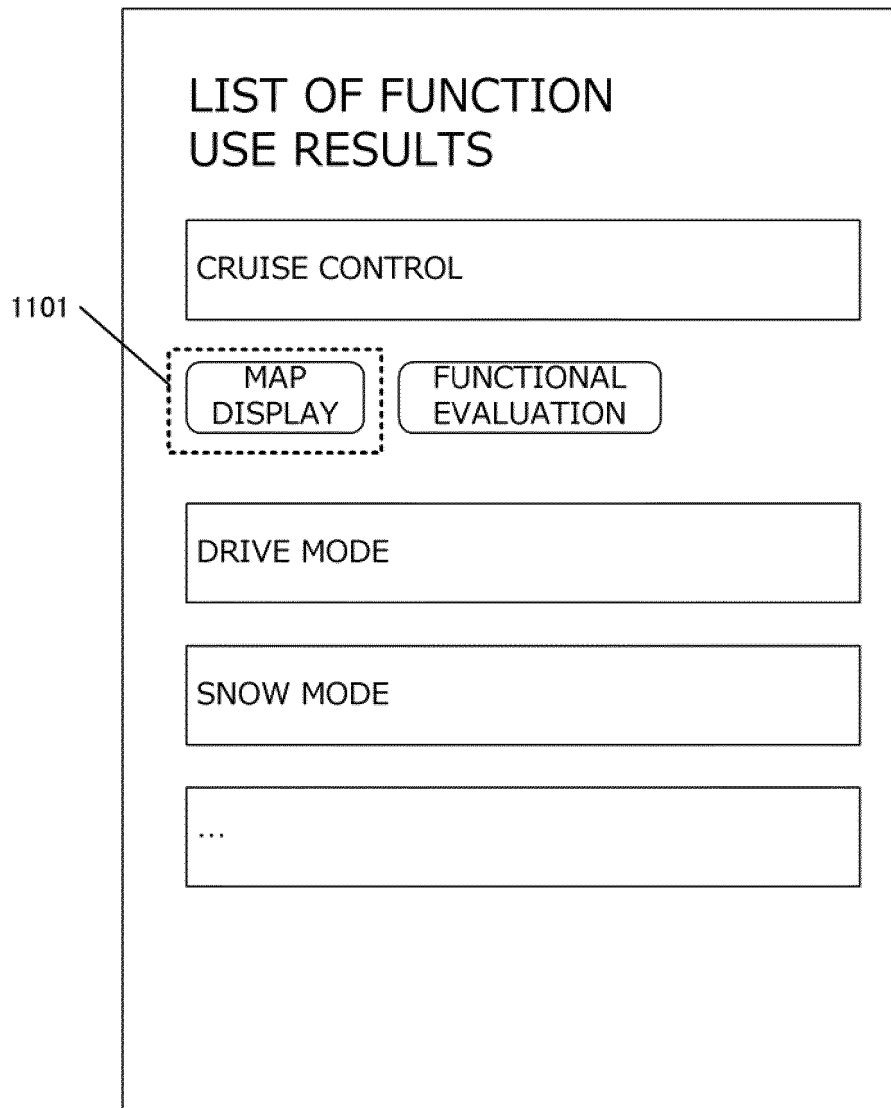 LIST OF FUNCTION
USE RESULTS
CRUISE CONTROL
1101
MAP
DISPLAY
FUNCTIONAL
EVALUATION
DRIVE MODE
SNOW MODE
...